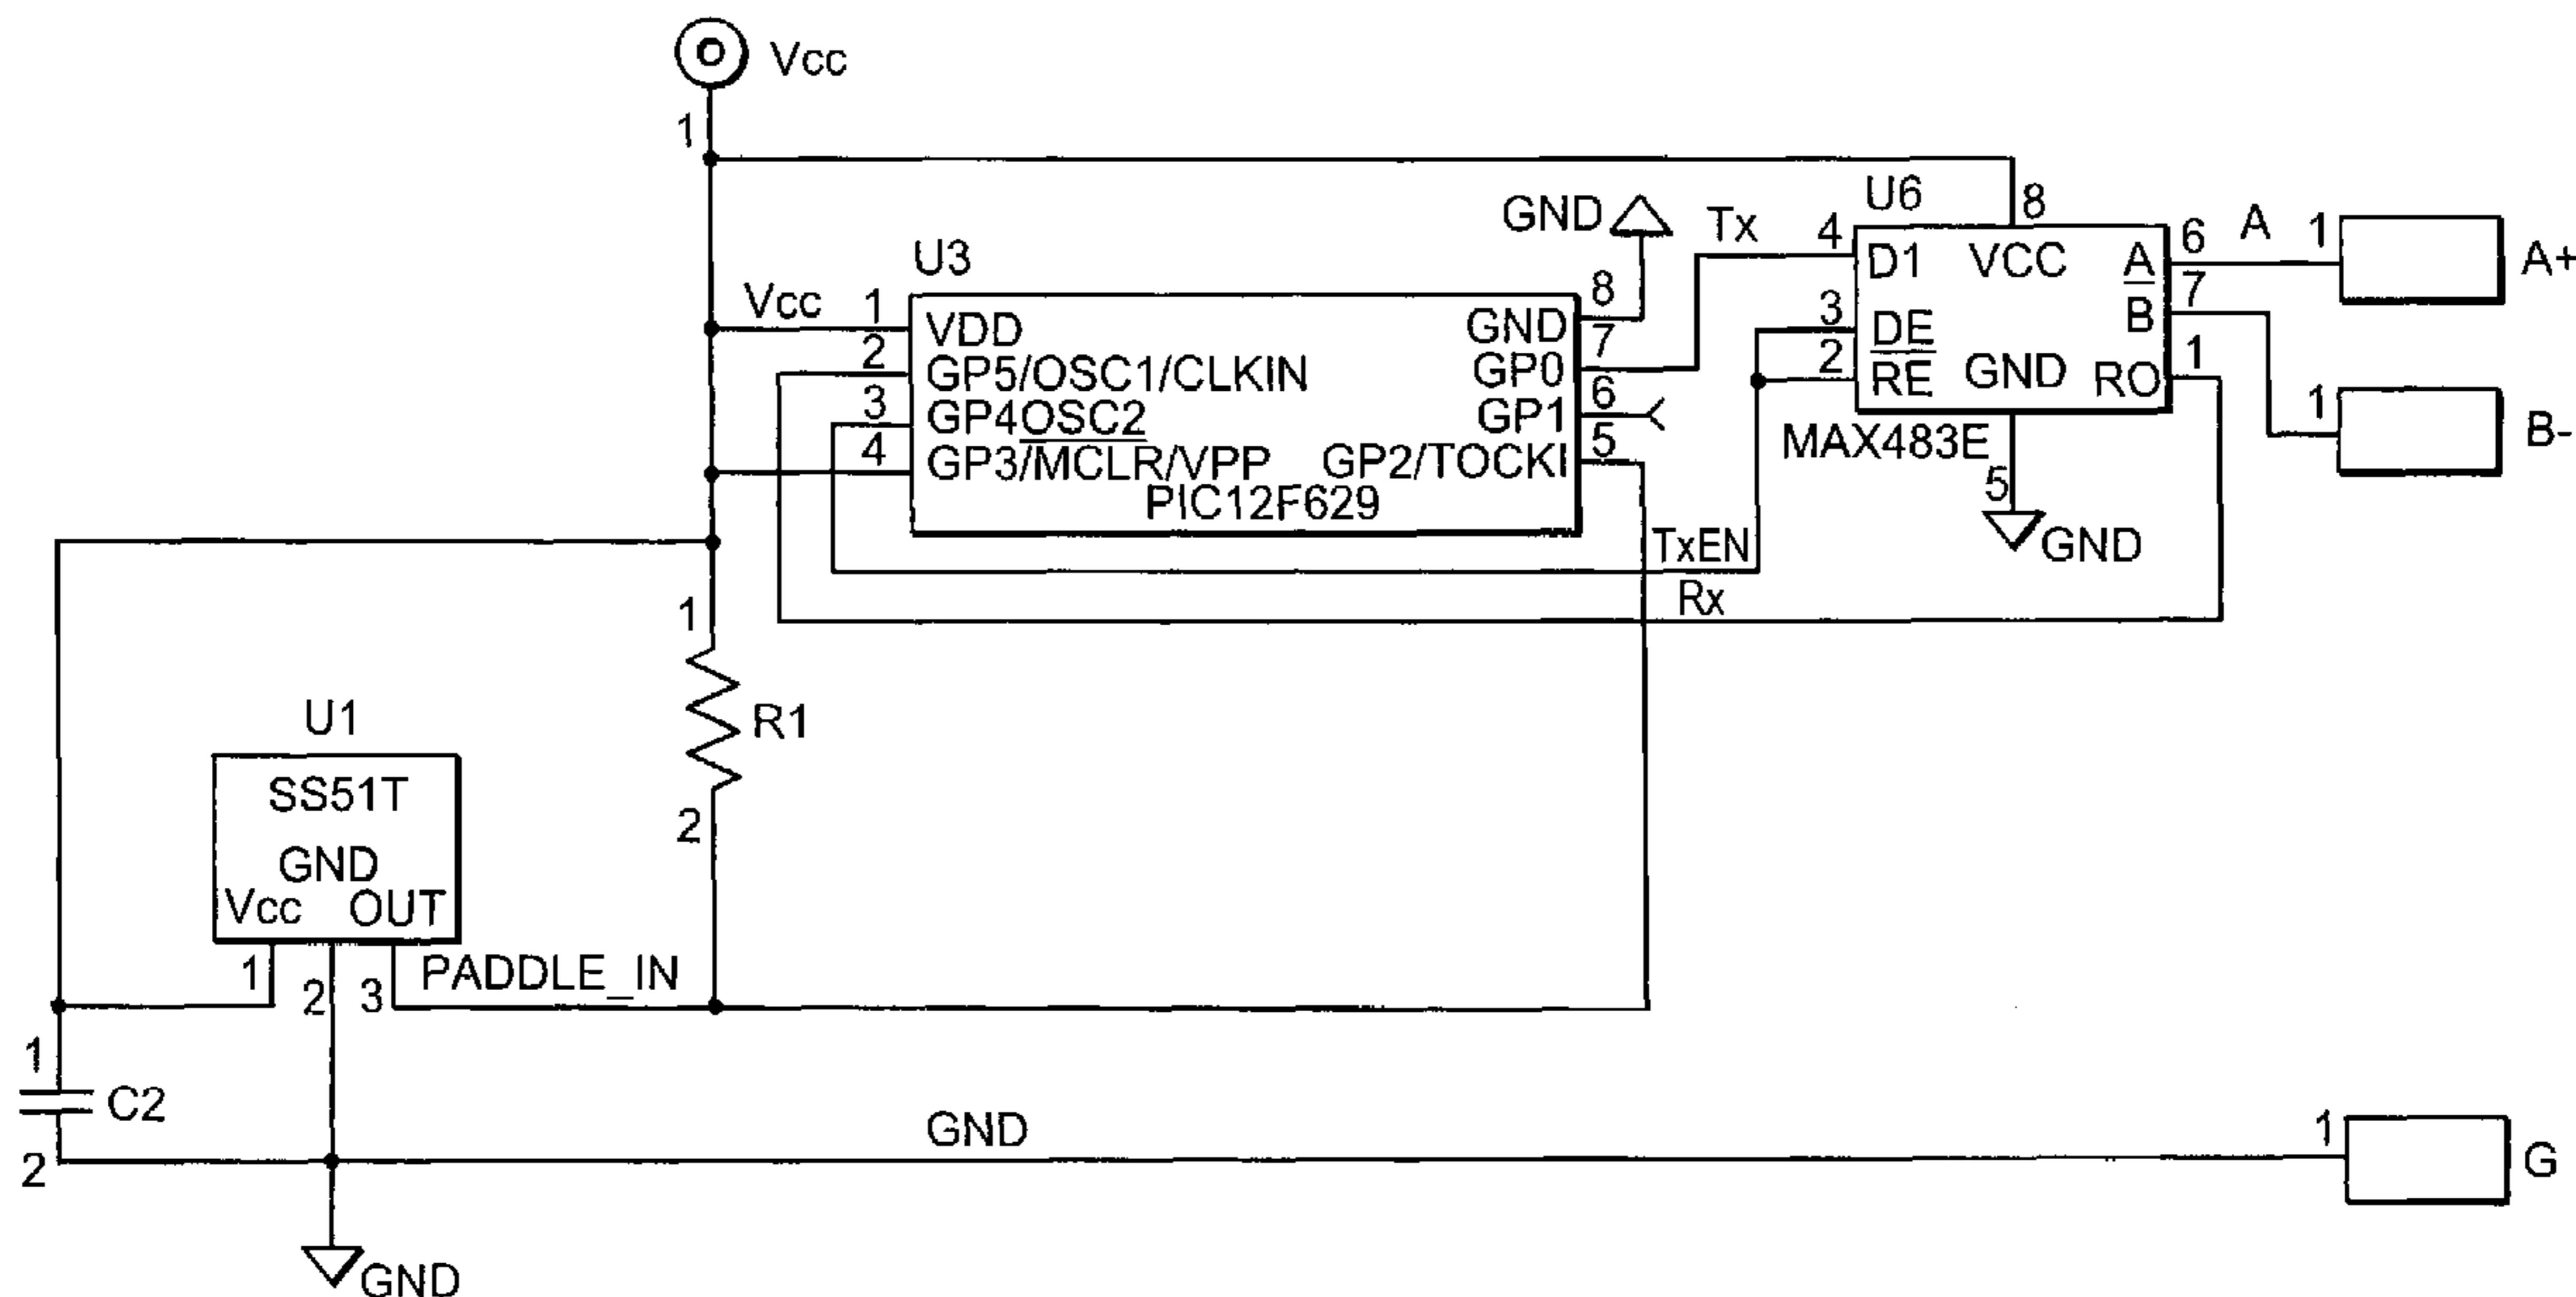 Vcc
1
U3
Vcc
1
2
3
4
VDD
GP5/OSC1/CLKIN
GP4OSC2
GP3/MCLR/VPP
GND
GP0
GP1
GP2/TOCKI
PIC12F629
8
7
6
5
GND
Tx
TxEN
Rx
U6
8
4
3
2
D1
DE
RE
VCC
GND
A
B
RO
6
7
1
MAX483E
5
GND
A
1
A+
1
B-
1
R1
2
U1
SS51T
GND
Vcc OUT
1
2
3
PADDLE_IN
1
C2
2
GND
GND
1
G